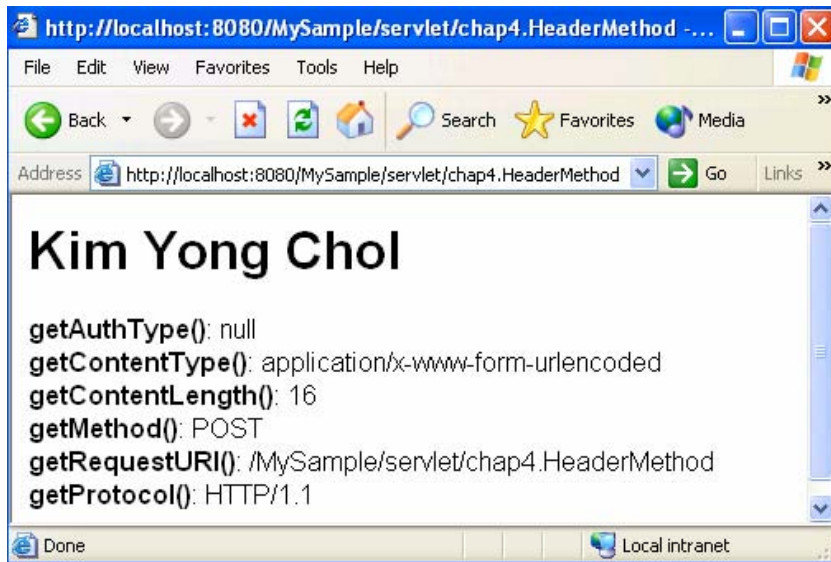 http://localhost:8080/MySample/servlet/chap4.HeaderMethod -...
File Edit View Favorites Tools Help
Back Search Favorites Media »
Address http://localhost:8080/MySample/servlet/chap4.HeaderMethod Go Links »
Kim Yong Chol
getAuthType(): null
getContentType(): application/x-www-form-urlencoded
getContentLength(): 16
getMethod(): POST
getRequestURI(): /MySample/servlet/chap4.HeaderMethod
getProtocol(): HTTP/1.1
Done Local intranet